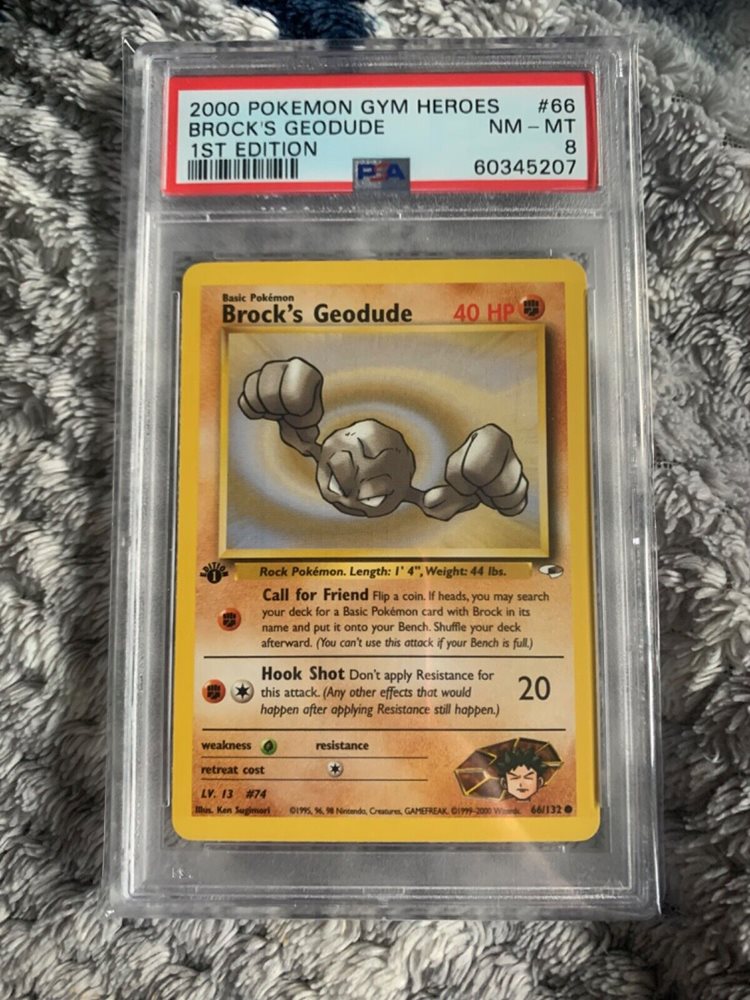 2000 POKEMON GYM HEROES #66
BROCK'S GEODUDE NM - MT
1ST EDITION 8
PSA 60345207
Basic Pokémon
Brock's Geodude 40 HP
EDITION 1
Rock Pokémon. Length: 1' 4", Weight: 44 lbs.
Call for Friend Flip a coin. If heads, you may search
your deck for a Basic Pokémon card with Brock in its
name and put it onto your Bench. Shuffle your deck
afterward. (You can't use this attack if your Bench is full.)
Hook Shot Don't apply Resistance for
this attack. (Any other effects that would 20
happen after applying Resistance still happen.)
weakness resistance
retreat cost
LV. 13 #74
Illus. Ken Sugimori ©1995, 96, 98 Nintendo, Creatures, GAMEFREAK. ©1999-2000 Wizards. 66/132